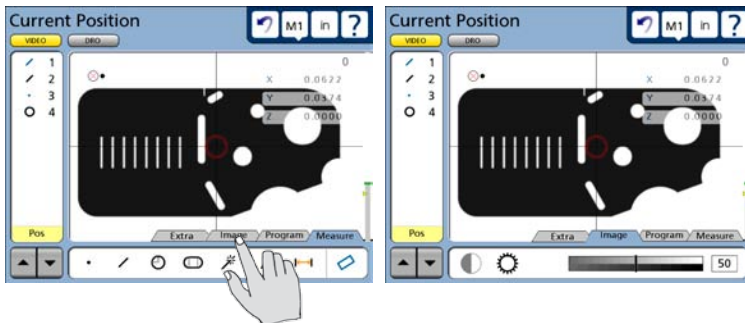 Current Position
M1 in ?
VIDEO DRO
1
2
3
4
0
X 0.0622
Y 0.0374
Z 0.0000
Pos
Extra Image Program Measure
Current Position
M1 in ?
VIDEO DRO
1
2
3
4
0
X 0.0622
Y 0.0374
Z 0.0000
Pos
Extra Image Program Measure
50